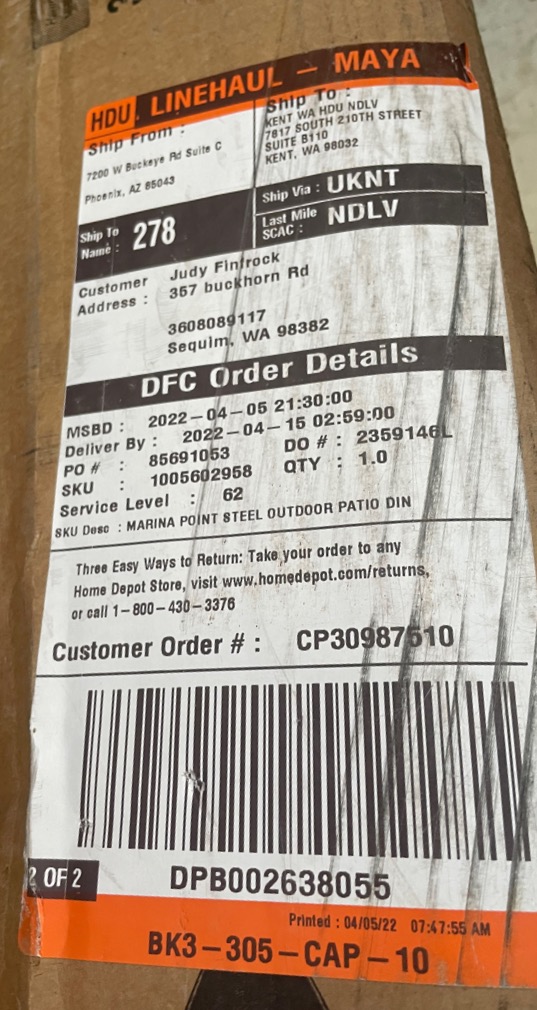 HDU LINEHAUL - MAYA
Ship From :
7200 W Buckeye Rd Suite C
Phoenix, AZ 85043
Ship To :
KENT WA HDU NDLV
7817 SOUTH 210TH STREET
SUITE B110
KENT, WA 98032
Ship To Name : 278
Ship Via : UKNT
Last Mile SCAC : NDLV
Customer Address : Judy Fintrock
357 buckhorn Rd
3608089117
Sequim, WA 98382
DFC Order Details
MSBD : 2022-04-05 21:30:00
Deliver By : 2022-04-15 02:59:00
PO # : 85691053 DO # : 2359146L
SKU : 1005602958 QTY : 1.0
Service Level : 62
SKU Desc : MARINA POINT STEEL OUTDOOR PATIO DIN
Three Easy Ways to Return: Take your order to any
Home Depot Store, visit www.homedepot.com/returns,
or call 1-800-430-3376
Customer Order # : CP30987510
2 OF 2
DPB002638055
Printed : 04/05/22 07:47:55 AM
BK3-305-CAP-10